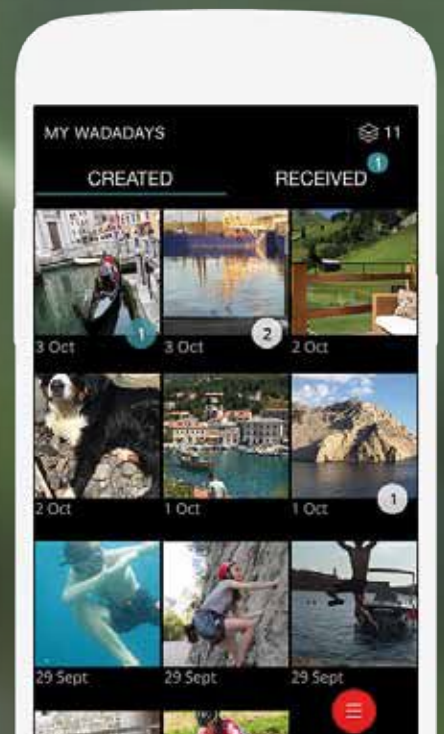 MY WADADAYS 11
CREATED RECEIVED 1
1 2
3 Oct 3 Oct 2 Oct
1
2 Oct 1 Oct 1 Oct
29 Sept 29 Sept 29 Sept